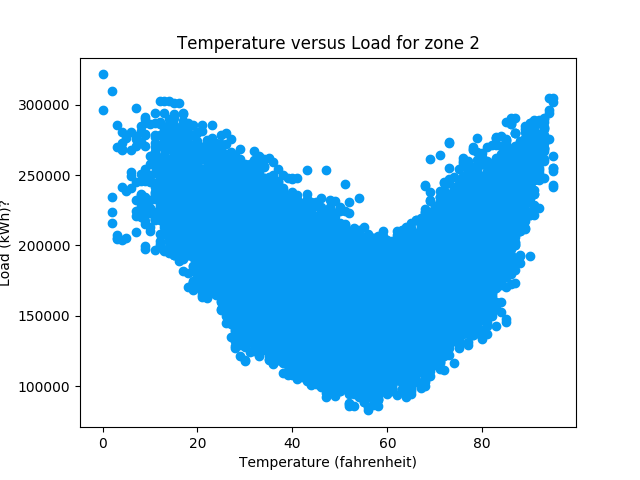 Temperature versus Load for zone 2
300000
250000
200000
150000
100000
Load (kWh)?
0 20 40 60 80
Temperature (fahrenheit)